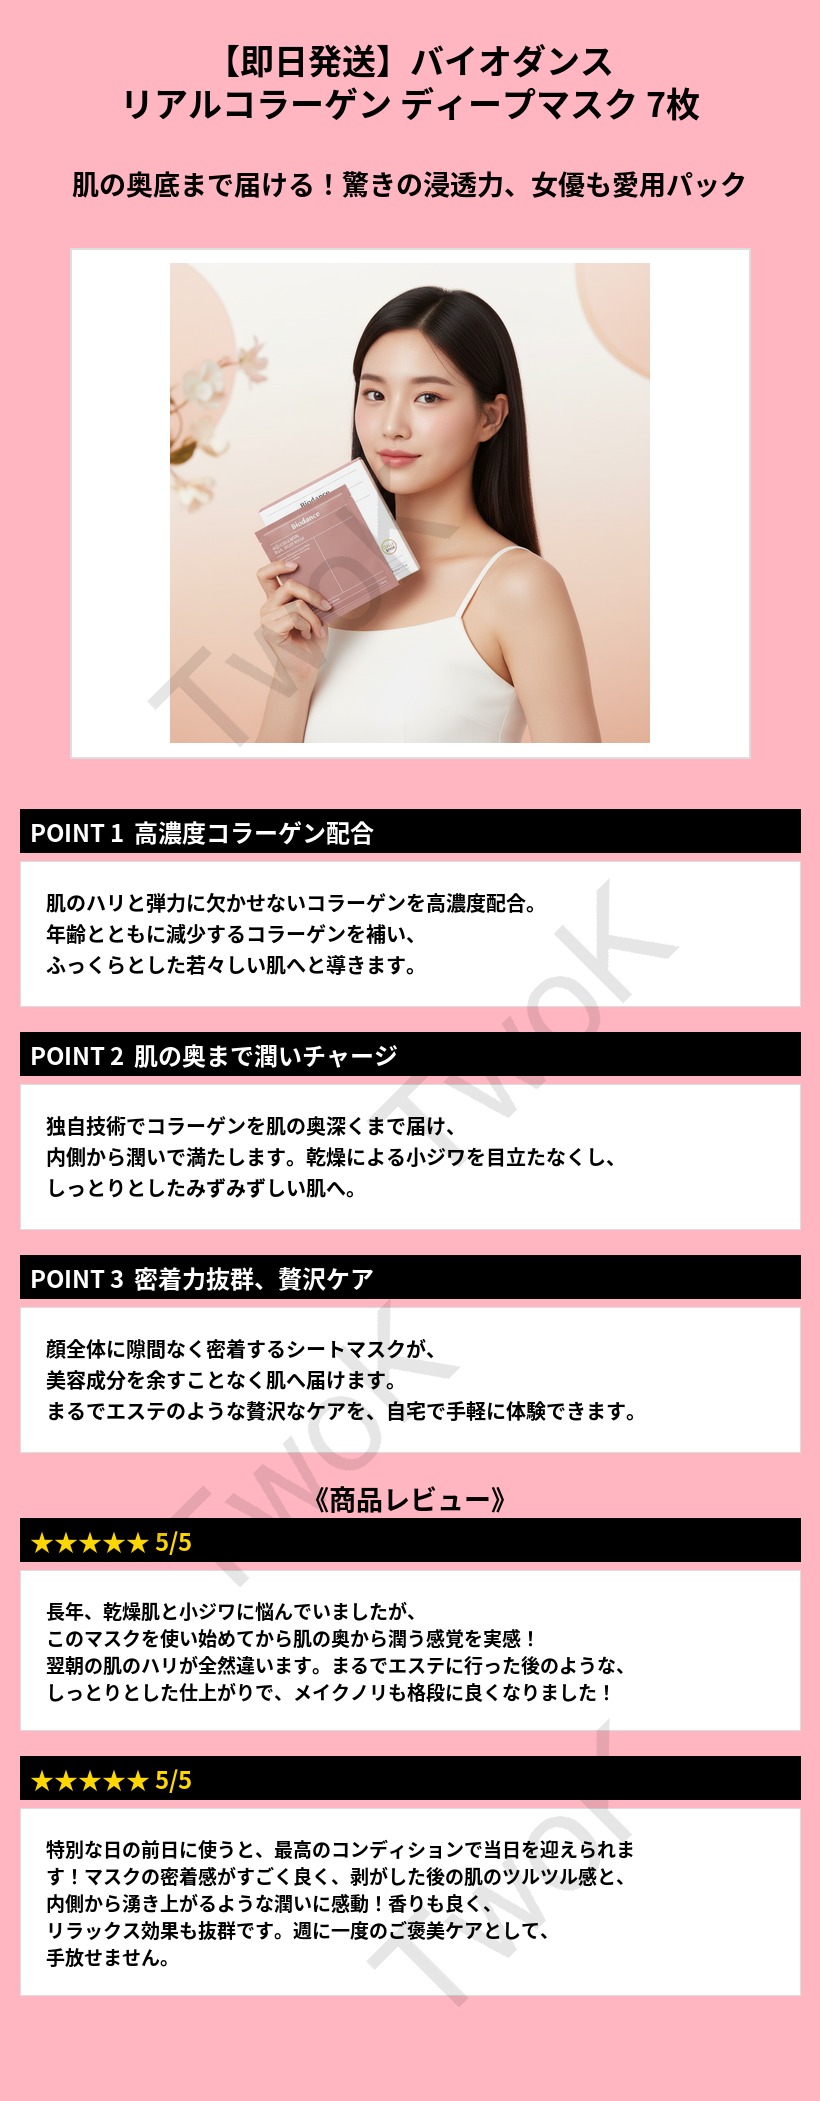 【即日発送】バイオダンス
リアルコラーゲン ディープマスク 7枚
肌の奥底まで届ける！驚きの浸透力、女優も愛用パック
Biodance
Biodance
TwoK
POINT 1 高濃度コラーゲン配合
肌のハリと弾力に欠かせないコラーゲンを高濃度配合。
年齢とともに減少するコラーゲンを補い、
ふっくらとした若々しい肌へと導きます。
TwoK
POINT 2 肌の奥まで潤いチャージ
独自技術でコラーゲンを肌の奥深くまで届け、
内側から潤いで満たします。乾燥による小ジワを目立たなくし、
しっとりとしたみずみずしい肌へ。
POINT 3 密着力抜群、贅沢ケア
顔全体に隙間なく密着するシートマスクが、
美容成分を余すことなく肌へ届けます。
まるでエステのような贅沢なケアを、自宅で手軽に体験できます。
TwoK
《商品レビュー》
★★★★★ 5/5
長年、乾燥肌と小ジワに悩んでいましたが、
このマスクを使い始めてから肌の奥から潤う感覚を実感！
翌朝の肌のハリが全然違います。まるでエステに行った後のような、
しっとりとした仕上がりで、メイクノリも格段に良くなりました！
★★★★★ 5/5
特別な日の前日に使うと、最高のコンディションで当日を迎えられま
す！マスクの密着感がすごく良く、剥がした後の肌のツルツル感と、
内側から湧き上がるような潤いに感動！香りも良く、
リラックス効果も抜群です。週に一度のご褒美ケアとして、
手放せません。
TwoK